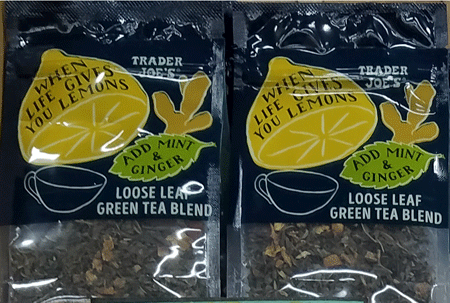 WHEN
LIFE GIVES
YOU LEMONS
TRADER
JOE'S
ADD MINT
&
GINGER
LOOSE LEAF
GREEN TEA BLEND
WHEN
LIFE GIVES
YOU LEMONS
TRADER
JOE'S
ADD MINT
&
GINGER
LOOSE LEAF
GREEN TEA BLEND